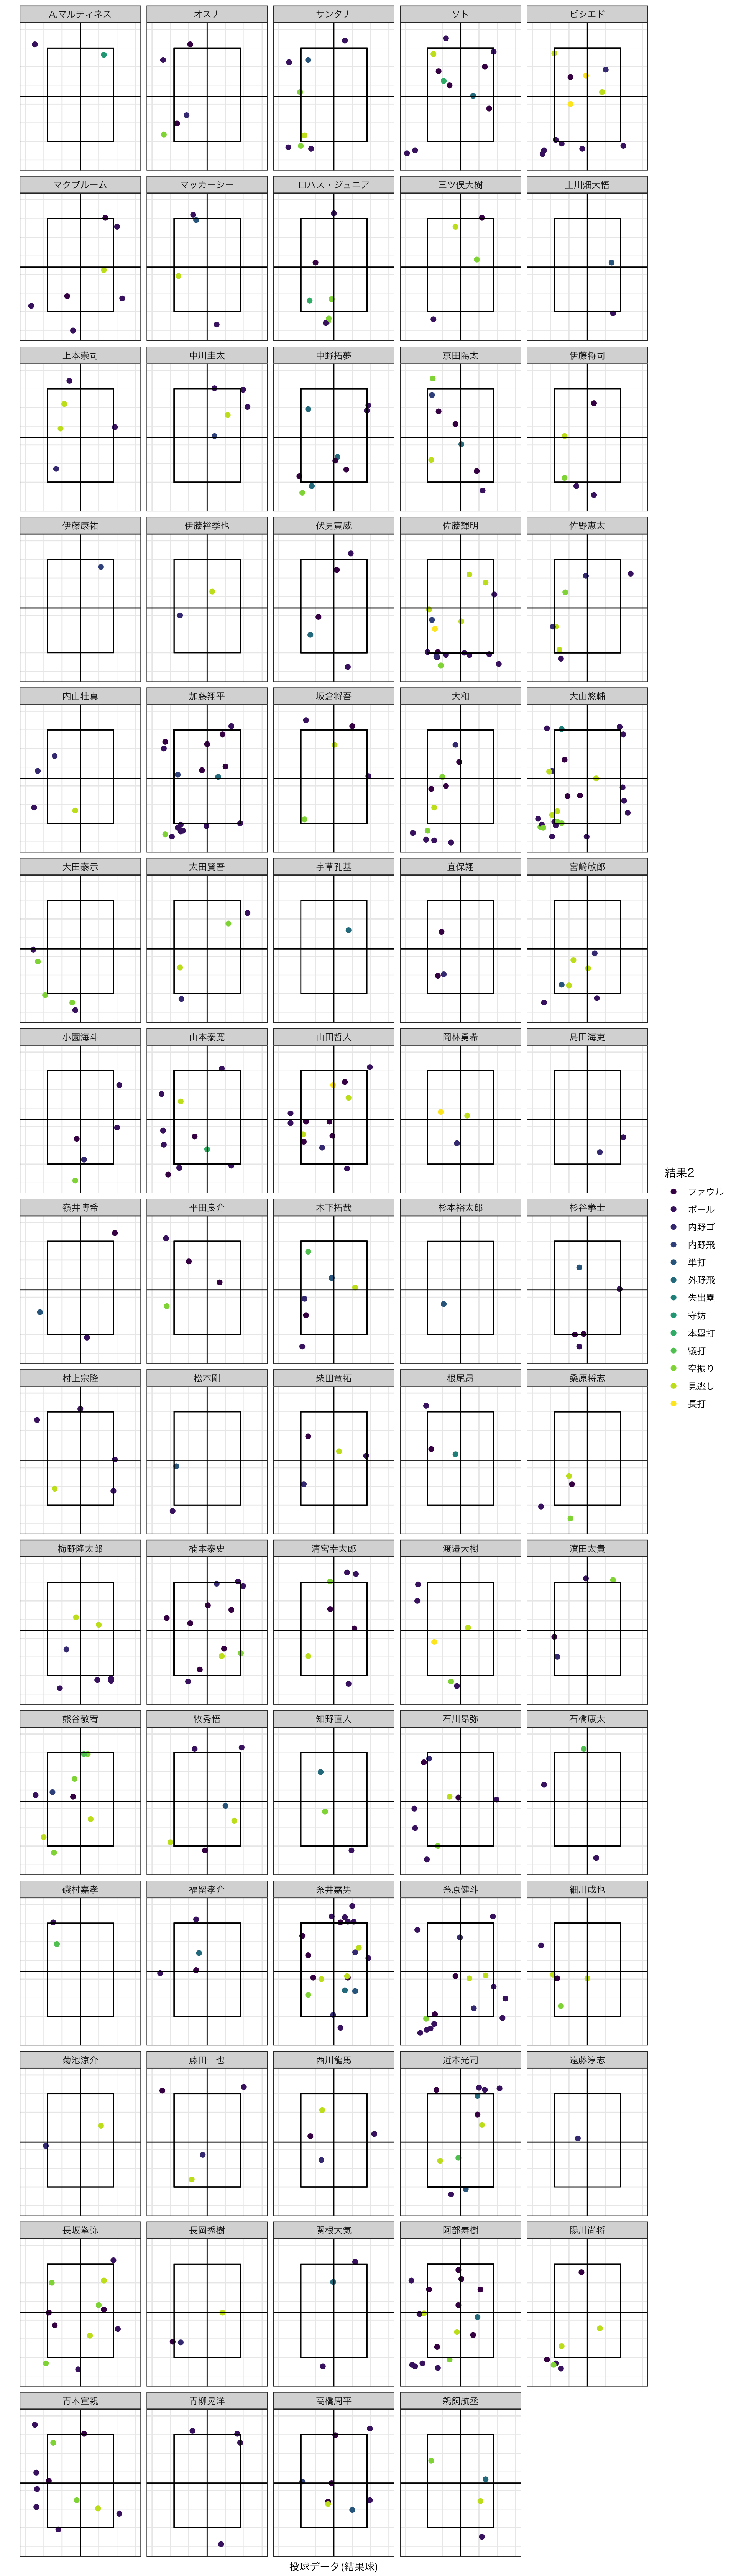 A.マルティネス
オスナ
サンタナ
ソト
ビシエド
マクブルーム
マッカーシー
ロハス・ジュニア
三ツ俣大樹
上川畑大悟
上本崇司
中川圭太
中野拓夢
京田陽太
伊藤将司
伊藤康祐
伊藤裕季也
伏見寅威
佐藤輝明
佐野恵太
内山壮真
加藤翔平
坂倉将吾
大和
大山悠輔
大田泰示
太田賢吾
宇草孔基
宜保翔
宮﨑敏郎
小園海斗
山本泰寛
山田哲人
岡林勇希
島田海吏
嶺井博希
平田良介
木下拓哉
杉本裕太郎
杉谷拳士
村上宗隆
松本剛
柴田竜拓
根尾昂
桑原将志
梅野隆太郎
楠本泰史
清宮幸太郎
渡邉大樹
濱田太貴
熊谷敬宥
牧秀悟
知野直人
石川昂弥
石橋康太
磯村嘉孝
福留孝介
糸井嘉男
糸原健斗
細川成也
菊池涼介
藤田一也
西川龍馬
近本光司
遠藤淳志
長坂拳弥
長岡秀樹
関根大気
阿部寿樹
陽川尚将
青木宣親
青柳晃洋
高橋周平
鵜飼航丞
投球データ(結果球)
結果2
ファウル
ボール
内野ゴ
内野飛
単打
外野飛
失出塁
守妨
本塁打
犠打
空振り
見逃し
長打